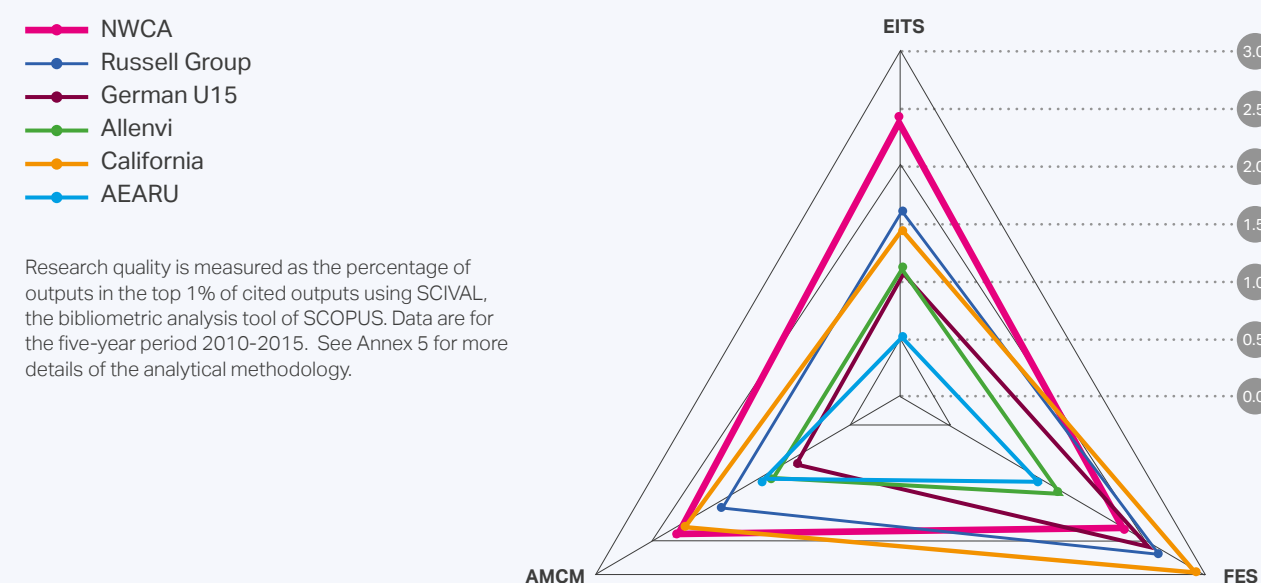 NWCA
Russell Group
German U15
Allenvi
California
AEARU
Research quality is measured as the percentage of
outputs in the top 1% of cited outputs using SCIVAL,
the bibliometric analysis tool of SCOPUS. Data are for
the five-year period 2010-2015. See Annex 5 for more
details of the analytical methodology.
EITS
3.0
2.5
2.0
1.5
1.0
0.5
0.0
AMCM
FES